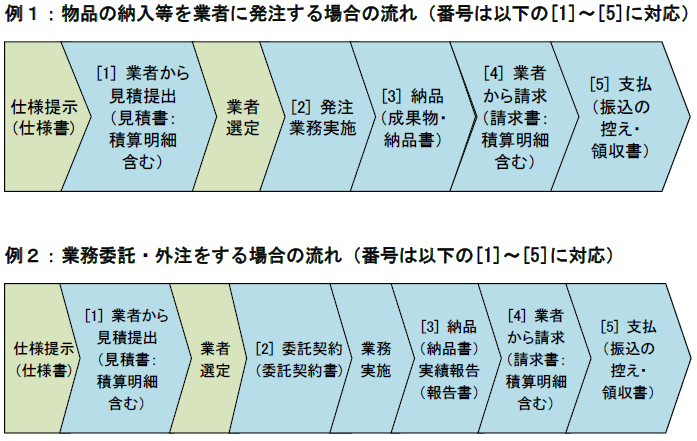 例１：物品の納入等を業者に発注する場合の流れ（番号は以下の[1]～[5]に対応）
仕様提示
（仕様書）
[1] 業者から
見積提出
（見積書：
積算明細
含む）
業者
選定
[2] 発注
業務実施
[3] 納品
（成果物・
納品書）
[4] 業者
から請求
（請求書：
積算明細
含む）
[5] 支払
（振込の
控え・
領収書）
例２：業務委託・外注をする場合の流れ（番号は以下の[1]～[5]に対応）
仕様提示
（仕様書）
[1] 業者から
見積提出
（見積書：
積算明細
含む）
業者
選定
[2] 委託契約
（委託契約書）
業務
実施
[3] 納品
（納品書）
実績報告
（報告書）
[4] 業者
から請求
（請求書：
積算明細
含む）
[5] 支払
（振込の
控え・
領収書）